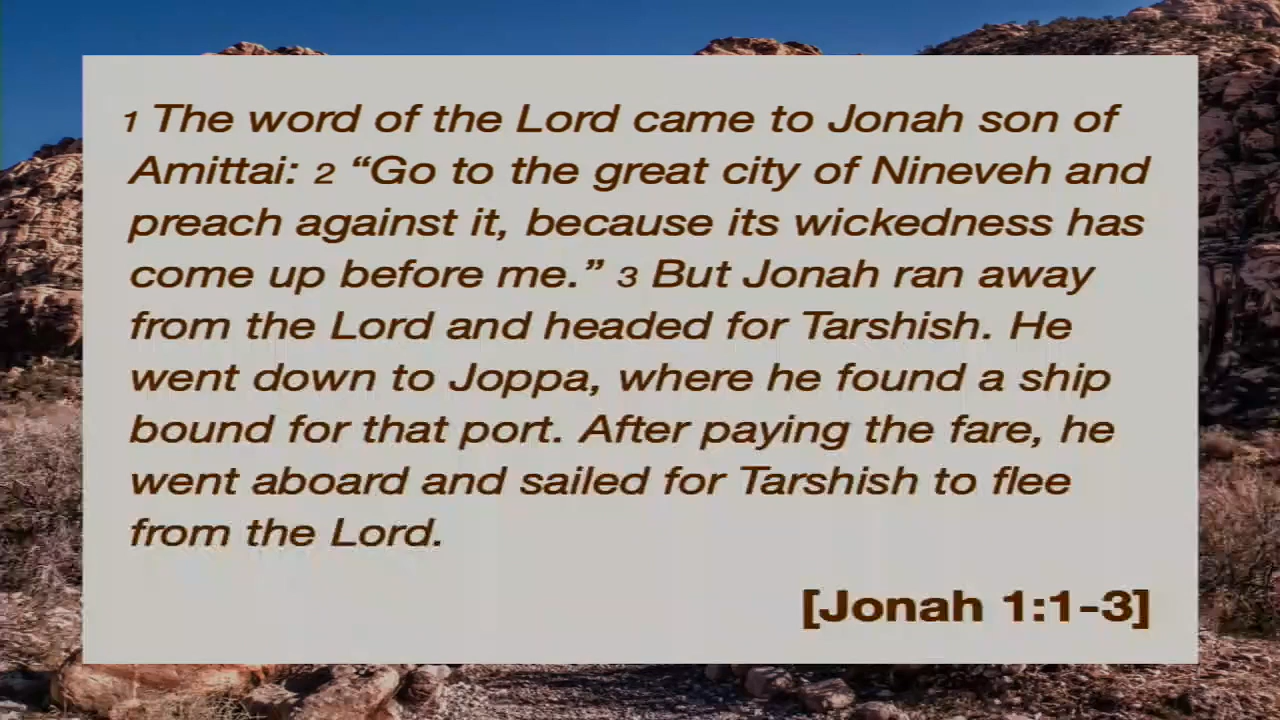 1 The word of the Lord came to Jonah son of
Amittai: 2 “Go to the great city of Nineveh and
preach against it, because its wickedness has
come up before me.” 3 But Jonah ran away
from the Lord and headed for Tarshish. He
went down to Joppa, where he found a ship
bound for that port. After paying the fare, he
went aboard and sailed for Tarshish to flee
from the Lord.
[Jonah 1:1-3]